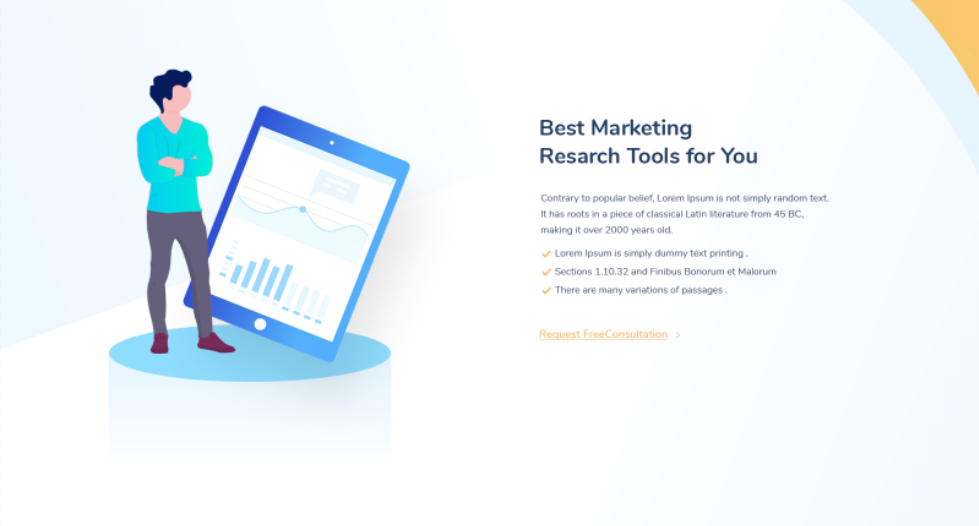 Best Marketing
Resarch Tools for You
Contrary to popular belief, Lorem Ipsum is not simply random text.
It has roots in a piece of classical Latin literature from 45 BC,
making it over 2000 years old.
Lorem Ipsum is simply dummy text printing .
Sections 1.10.32 and Finibus Bonorum et Malorum
There are many variations of passages .
Request FreeConsultation >